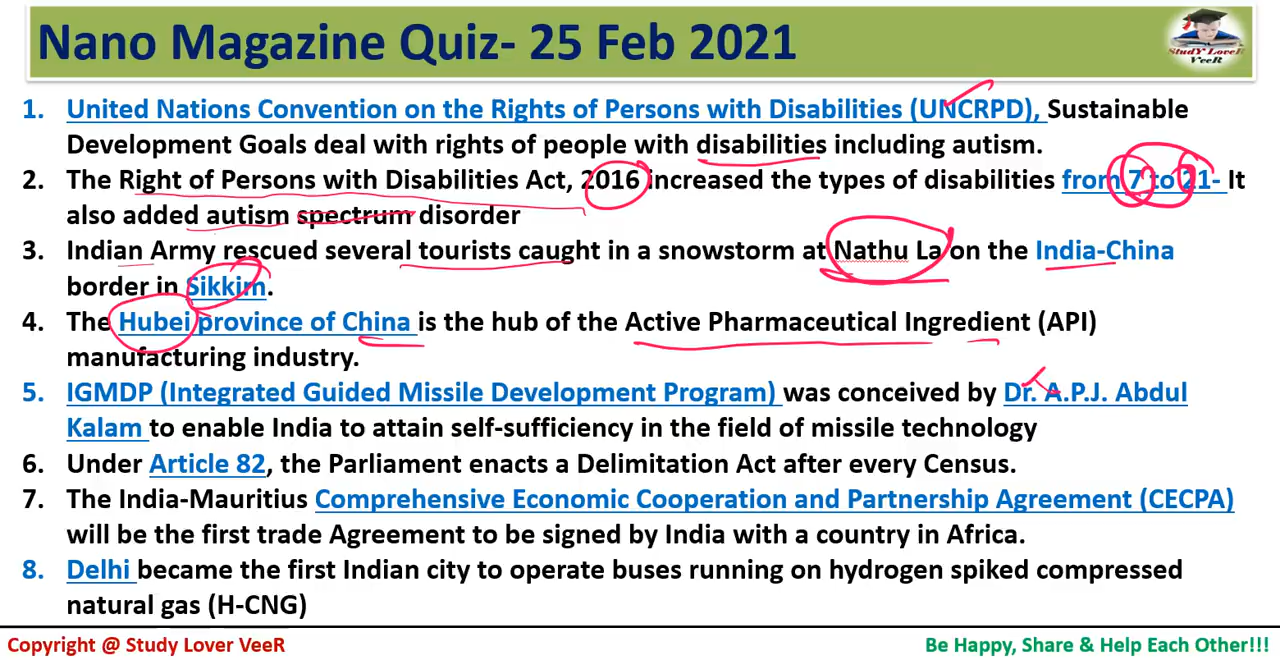 Nano Magazine Quiz- 25 Feb 2021
StudY LoveR
VeeR
1. United Nations Convention on the Rights of Persons with Disabilities (UNCRPD), Sustainable
Development Goals deal with rights of people with disabilities including autism.
2. The Right of Persons with Disabilities Act, 2016 increased the types of disabilities from 7 to 21- It
also added autism spectrum disorder
3. Indian Army rescued several tourists caught in a snowstorm at Nathu La on the India-China
border in Sikkim.
4. The Hubei province of China is the hub of the Active Pharmaceutical Ingredient (API)
manufacturing industry.
5. IGMDP (Integrated Guided Missile Development Program) was conceived by Dr. A.P.J. Abdul
Kalam to enable India to attain self-sufficiency in the field of missile technology
6. Under Article 82, the Parliament enacts a Delimitation Act after every Census.
7. The India-Mauritius Comprehensive Economic Cooperation and Partnership Agreement (CECPA)
will be the first trade Agreement to be signed by India with a country in Africa.
8. Delhi became the first Indian city to operate buses running on hydrogen spiked compressed
natural gas (H-CNG)
Copyright @ Study Lover VeeR
Be Happy, Share & Help Each Other!!!